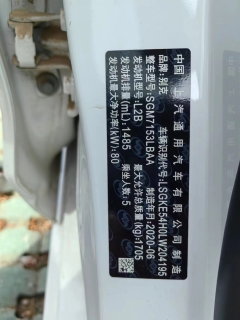 中国 上汽通用汽车有限公司制造
品牌:别克 车辆识别代号:LSGKE54H0LW204195
整车型号:SGM7153LBAA 制造年月:2020-06
发动机型号:L2B 最大允许总质量(kg):1705
发动机排量(mL):1485 乘坐人数:5
发动机最大净功率(kW):80